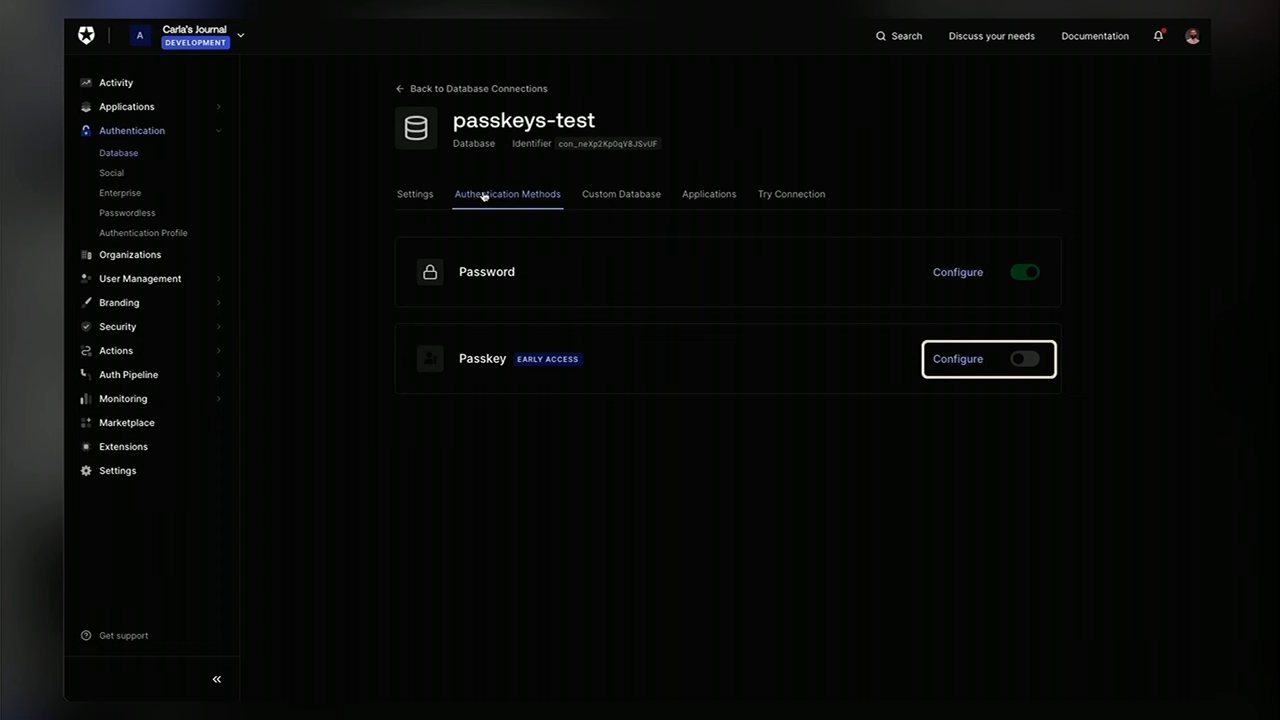 A
Carla's Journal
DEVELOPMENT
Search
Discuss your needs
Documentation
Activity
Applications
Authentication
Database
Social
Enterprise
Passwordless
Authentication Profile
Organizations
User Management
Branding
Security
Actions
Auth Pipeline
Monitoring
Marketplace
Extensions
Settings
Get support
Back to Database Connections
passkeys-test
Database Identifier con_neXp2KpOqV8JSvUF
Settings Authentication Methods Custom Database Applications Try Connection
Password Configure
Passkey EARLY ACCESS Configure